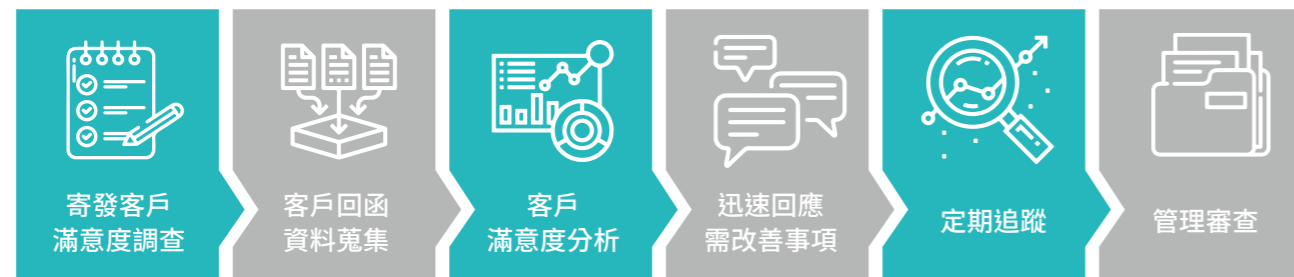 寄發客戶
滿意度調查
客戶回函
資料蒐集
客戶
滿意度分析
迅速回應
需改善事項
定期追蹤
管理審查